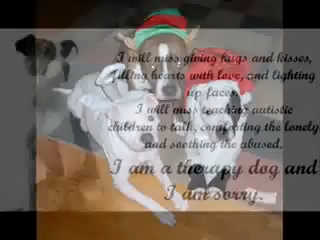 I will miss giving hugs and kisses,
filling hearts with love, and lighting
up faces.
I will miss teaching autistic
children to talk, comforting the lonely
and soothing the abused.
I am a therapy dog and
I am sorry.